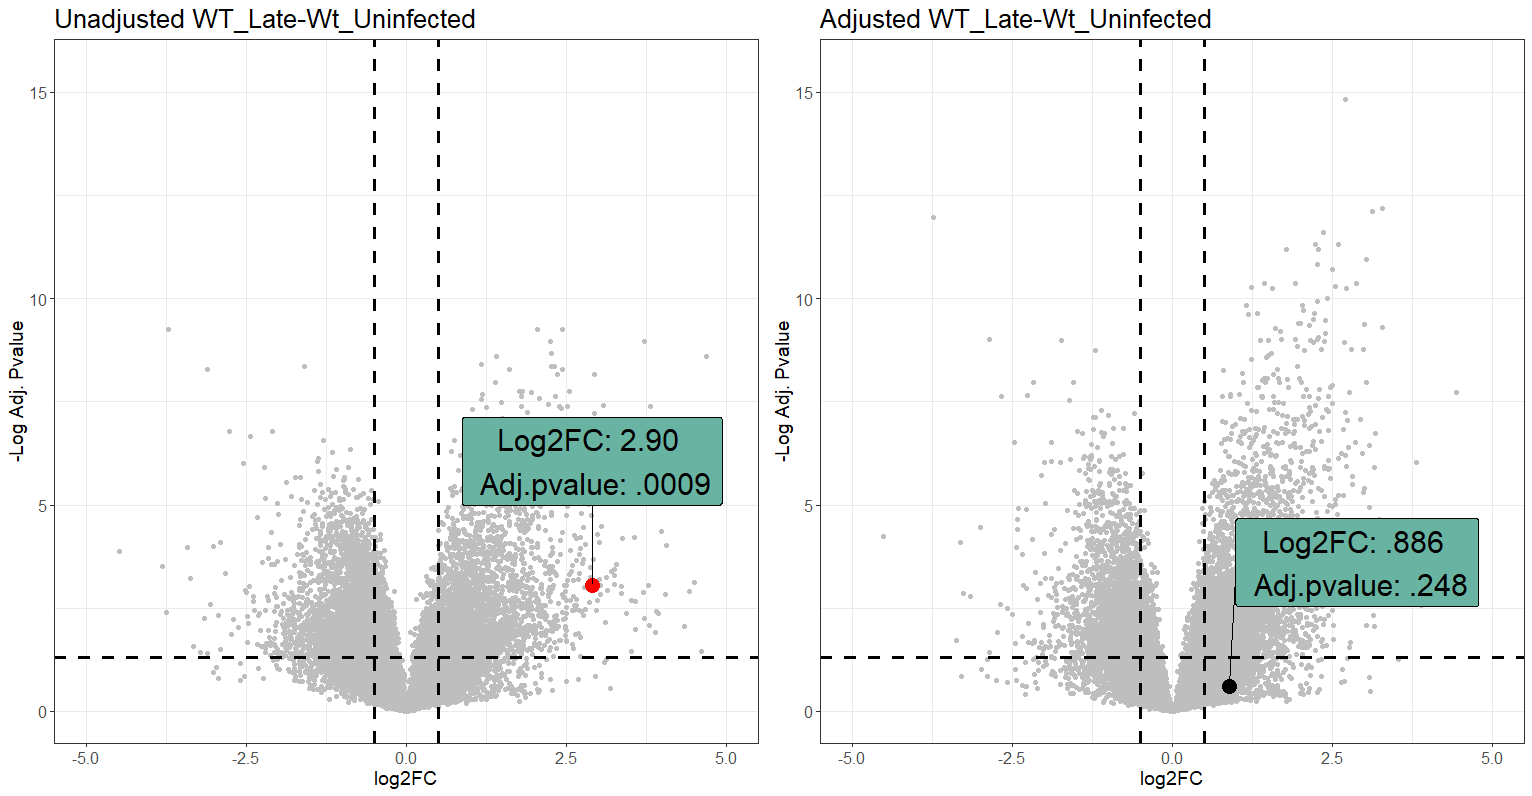 Unadjusted WT_Late-Wt_Uninfected
-Log Adj. Pvalue
15
10
5
0
Log2FC: 2.90
Adj.pvalue: .0009
-5.0
-2.5
0.0
2.5
5.0
log2FC
Adjusted WT_Late-Wt_Uninfected
-Log Adj. Pvalue
15
10
5
0
Log2FC: .886
Adj.pvalue: .248
-5.0
-2.5
0.0
2.5
5.0
log2FC